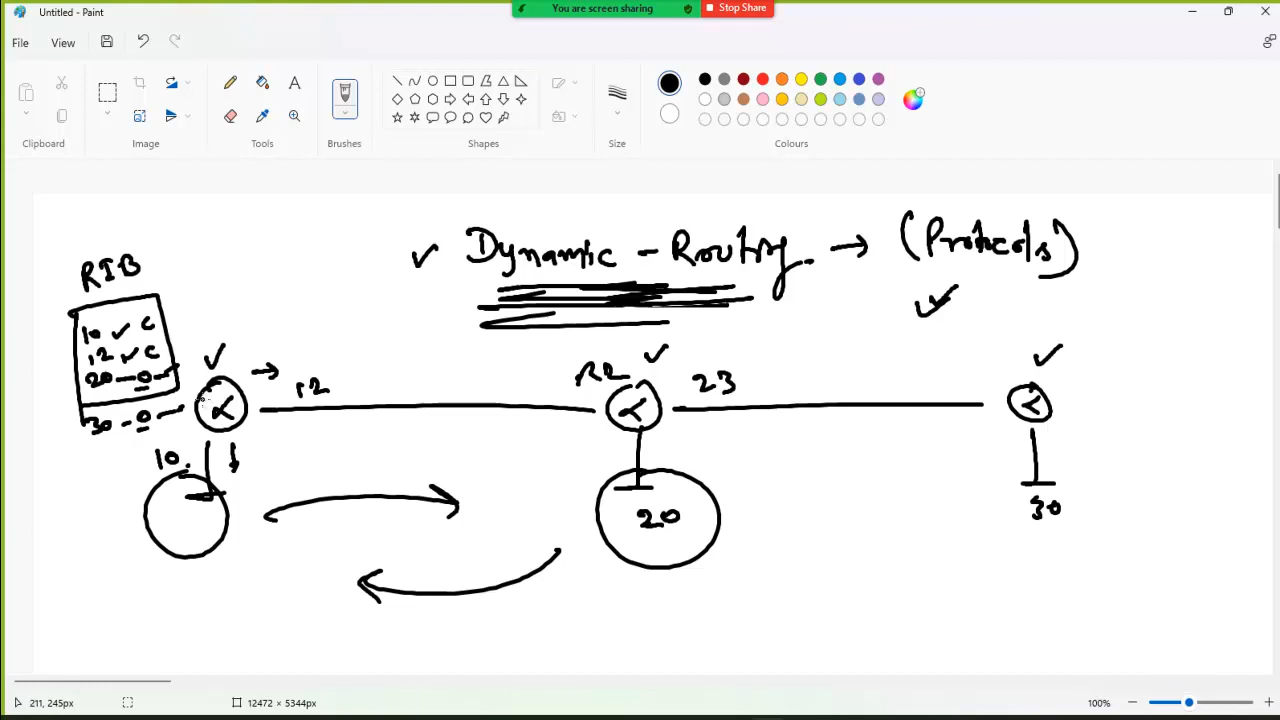 Untitled - Paint
You are screen sharing
Stop Share
File
View
Clipboard
Image
Tools
Brushes
Shapes
Size
Colours
✓ Dynamic - Routing. → (Protocols)
RIB
10 ✓ C
12 ✓ C
20 - O -
30 - O -
12
R2
23
10.
20
30
211, 245px
12472 × 5344px
100%